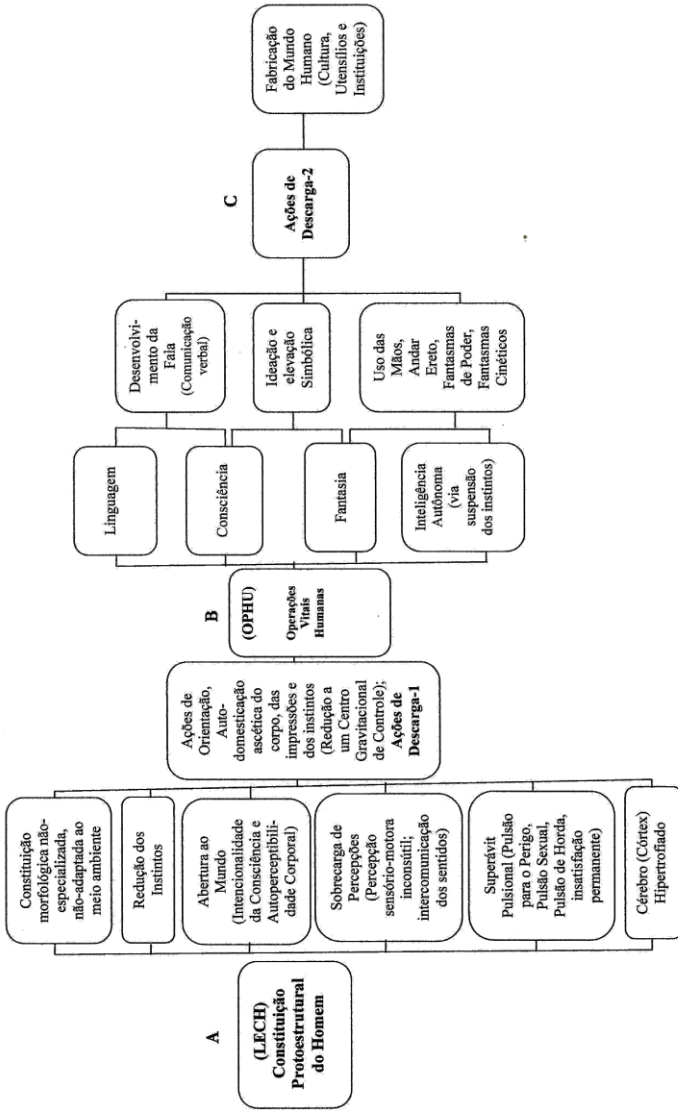 A
(LECH)
Constituição
Protoestrutural
do Homem
Constituição
morfológica não-
especializada,
não-adaptada ao
meio ambiente
Redução dos
Instintos
Abertura ao
Mundo
(Intencionalidade
da Consciência e
Autoperceptibili-
dade Corporal)
Sobrecarga de
Percepções
(Percepção
sensório-motora
inconsútil;
intercomunicação
dos sentidos)
Superávit
Pulsional (Pulsão
para o Perigo,
Pulsão Sexual,
Pulsão de Horda,
insatisfação
permanente)
Cérebro (Córtex)
Hipertrofiado
Ações de
Orientação,
Auto-
domesticação
ascética do
corpo, das
impressões e
dos instintos
(Redução a
um Centro
Gravitacional
de Controle);
Ações de
Descarga-1
B
(OPHU)
Operações
Vitais
Humanas
Linguagem
Consciência
Fantasia
Inteligência
Autônoma
(via
suspensão
dos instintos)
Desenvolvi-
mento da
Fala
(Comunicação
verbal)
Ideação e
elevação
Simbólica
Uso das
Mãos,
Andar
Ereto,
Fantasmas
de Poder,
Fantasmas
Cinéticos
C
Ações de
Descarga-2
Fabricação
do Mundo
Humano
(Cultura,
Utensílios e
Instituições)